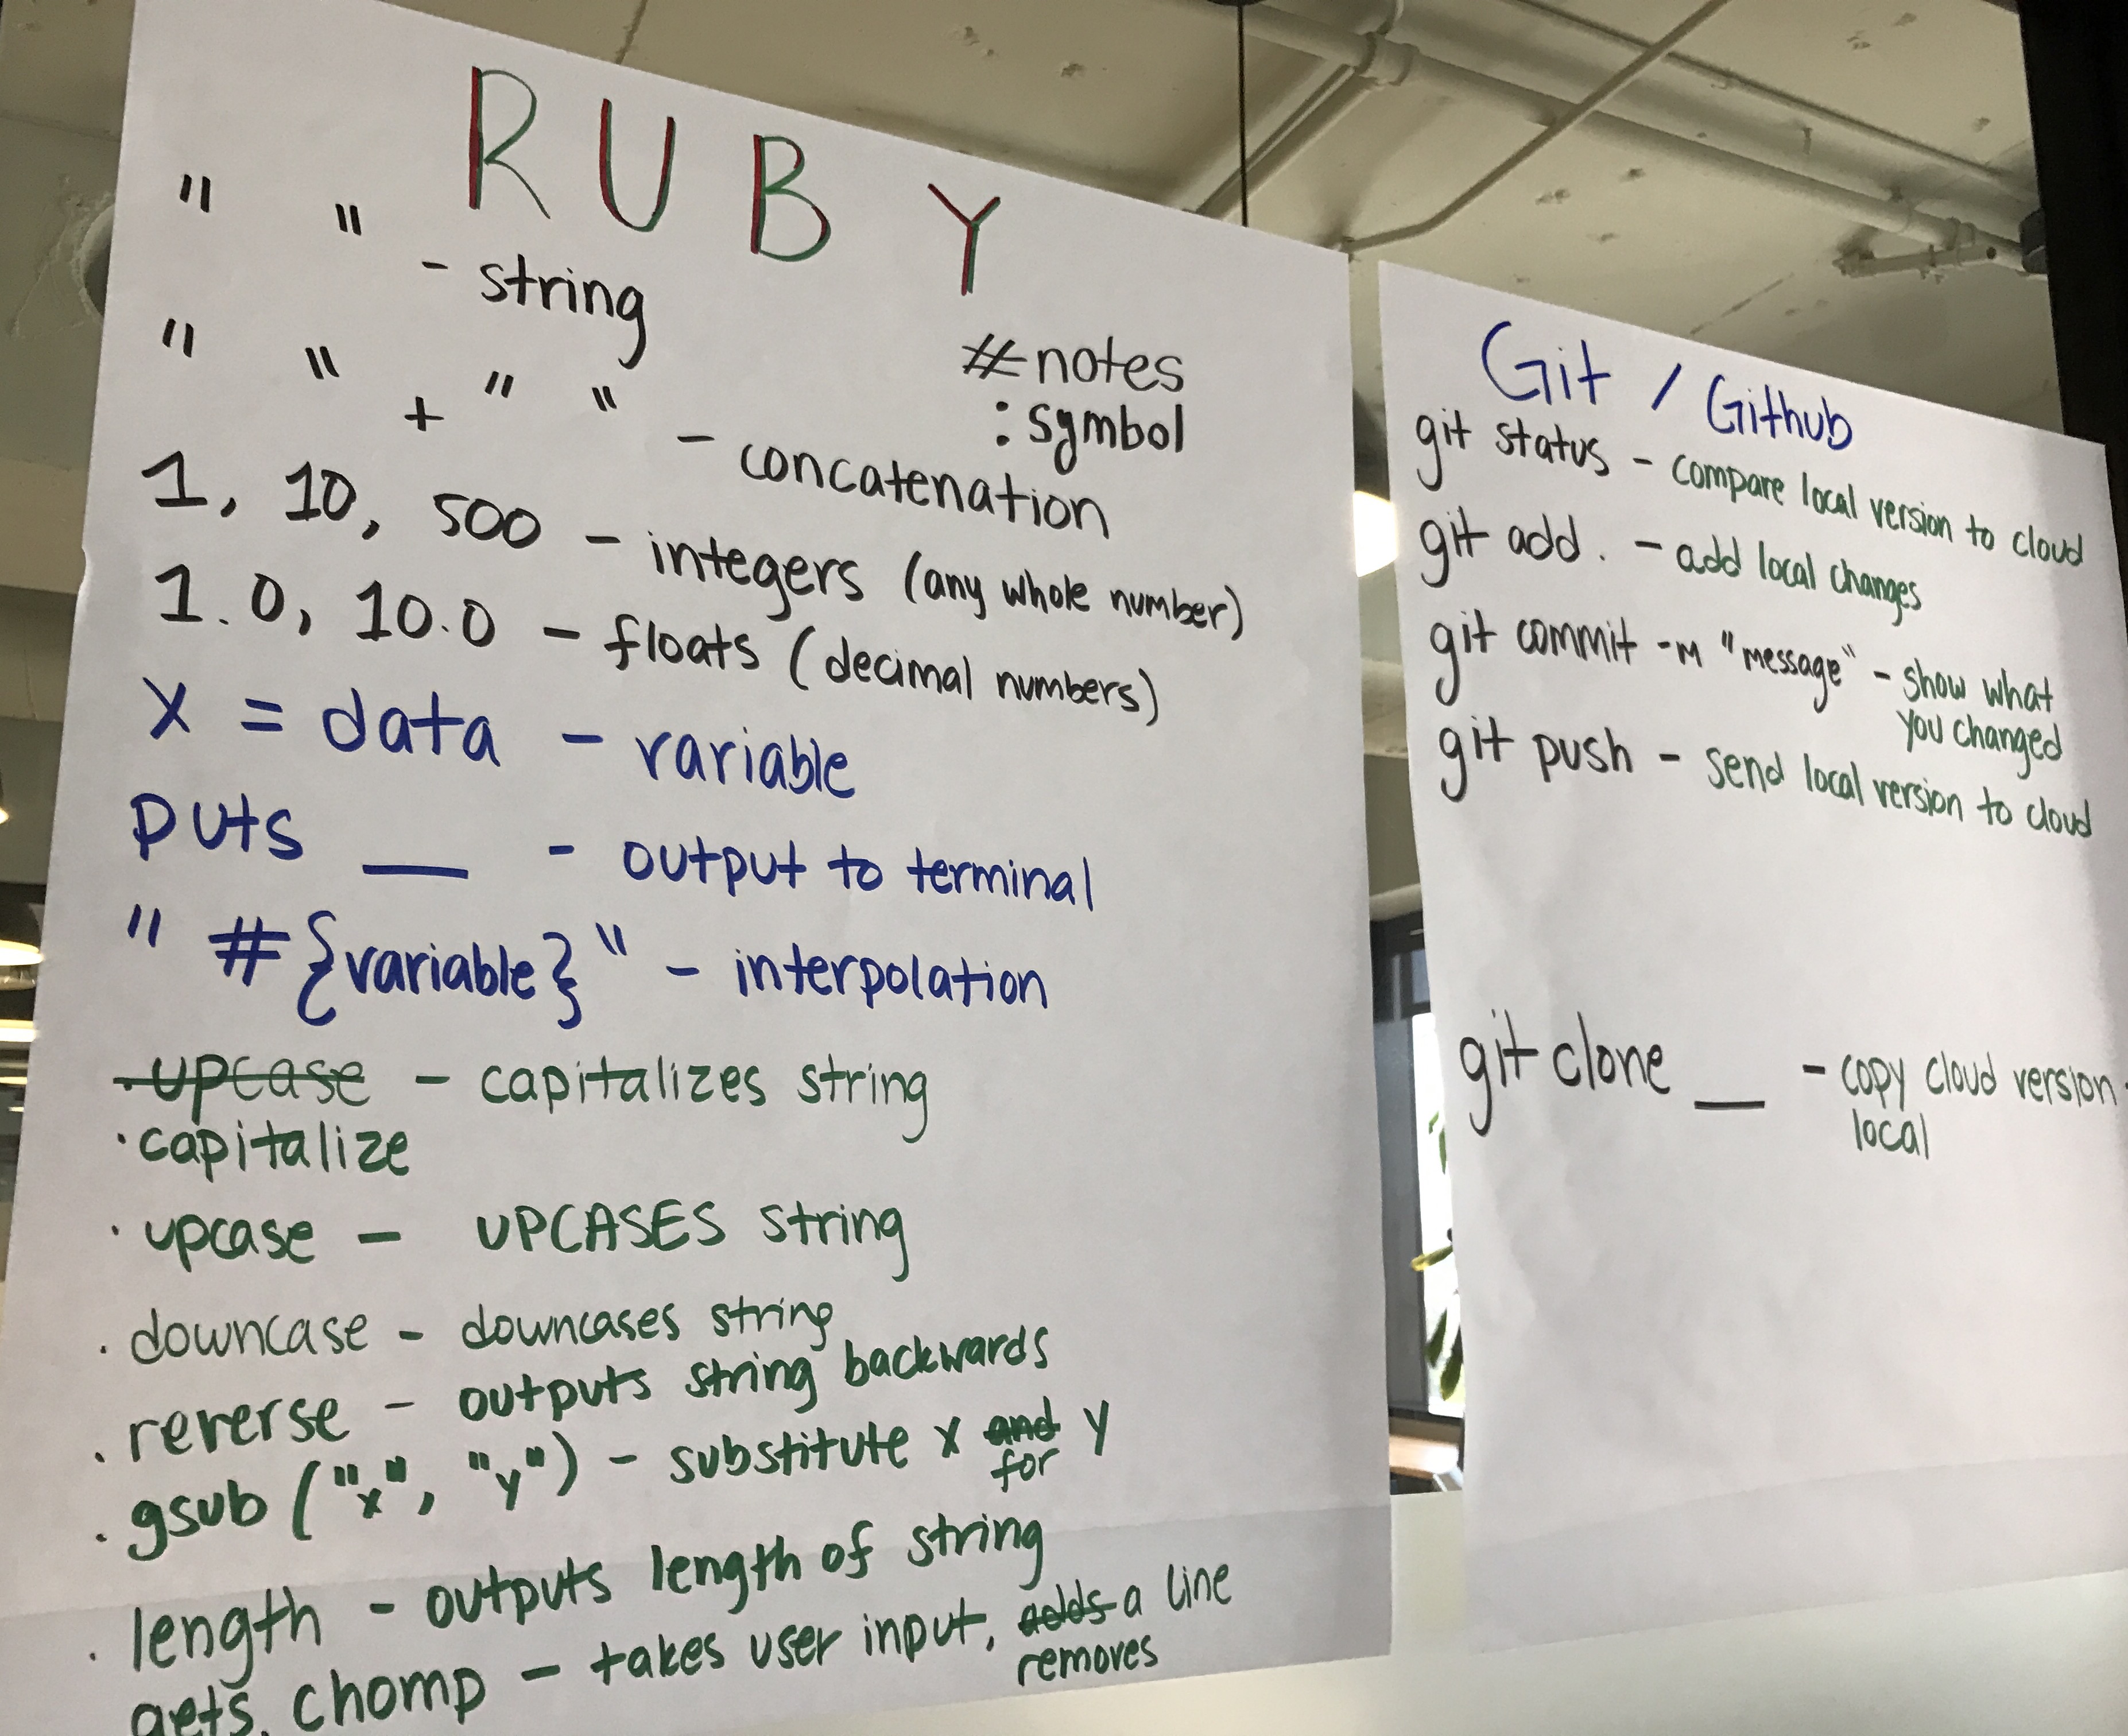 RUBY
" " - string
#notes
:symbol
" " + " " - concatenation
1, 10, 500 - integers (any whole number)
1.0, 10.0 - floats (decimal numbers)
x = data - variable
puts __ - output to terminal
" #{variable}" - interpolation
.upcase - capitalizes string
.capitalize
.upcase - UPCASES string
.downcase - downcases string
.reverse - outputs string backwards
.gsub ("x", "y") - substitute x and y
for
.length - outputs length of string
gets.chomp - takes user input, adds a line
removes
Git / Github
git status - compare local version to cloud
git add . - add local changes
git commit -m "message" - show what
you changed
git push - send local version to cloud
git clone __ - copy cloud version
local